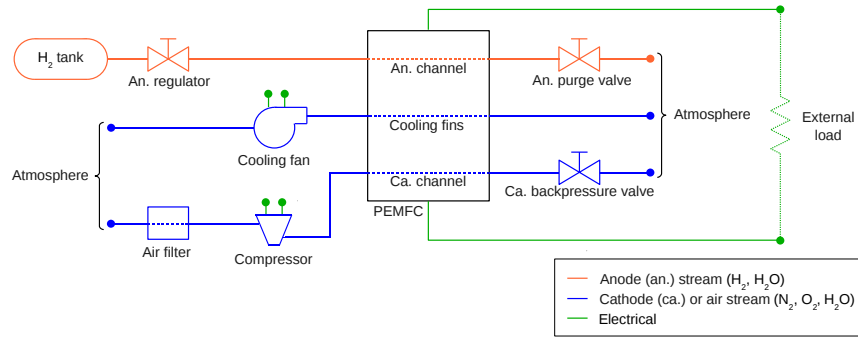 H₂ tank
An. regulator
An. channel
An. purge valve
Cooling fan
Cooling fins
Atmosphere
External
load
Atmosphere
Ca. channel
Ca. backpressure valve
PEMFC
Air filter
Compressor
Anode (an.) stream (H₂, H₂O)
Cathode (ca.) or air stream (N₂, O₂, H₂O)
Electrical